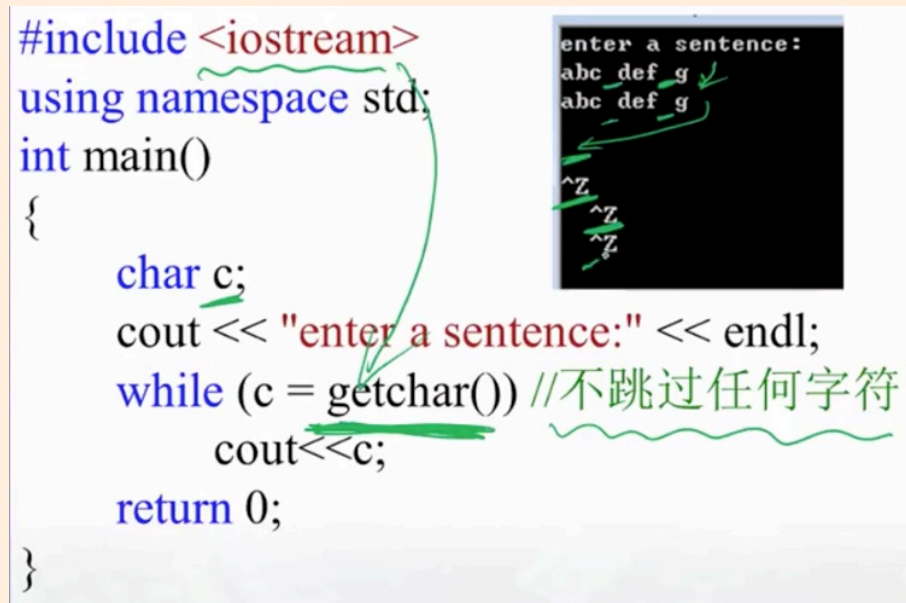 #include <iostream>
using namespace std;
int main()
{
char c;
cout << "enter a sentence:" << endl;
while (c = getchar()) //不跳过任何字符
cout<<c;
return 0;
}
enter a sentence:
abc def g
abc def g
^Z
^Z
^Z